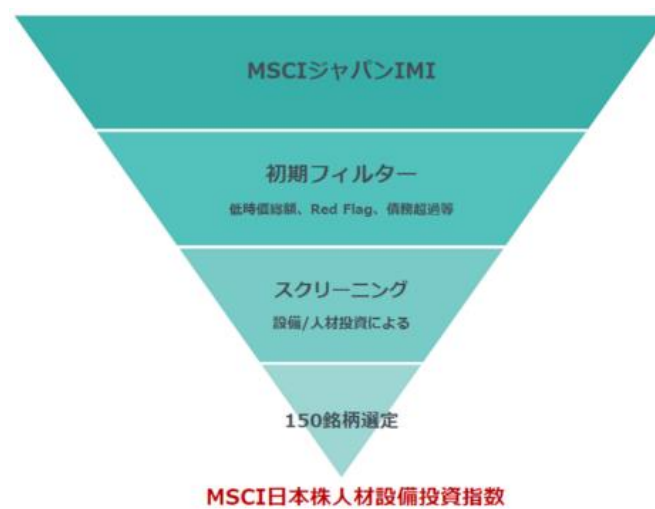 MSCIジャパンIMI
初期フィルター
低時価総額、Red Flag、債務超過等
スクリーニング
設備/人材投資による
150銘柄選定
MSCI日本株人材設備投資指数